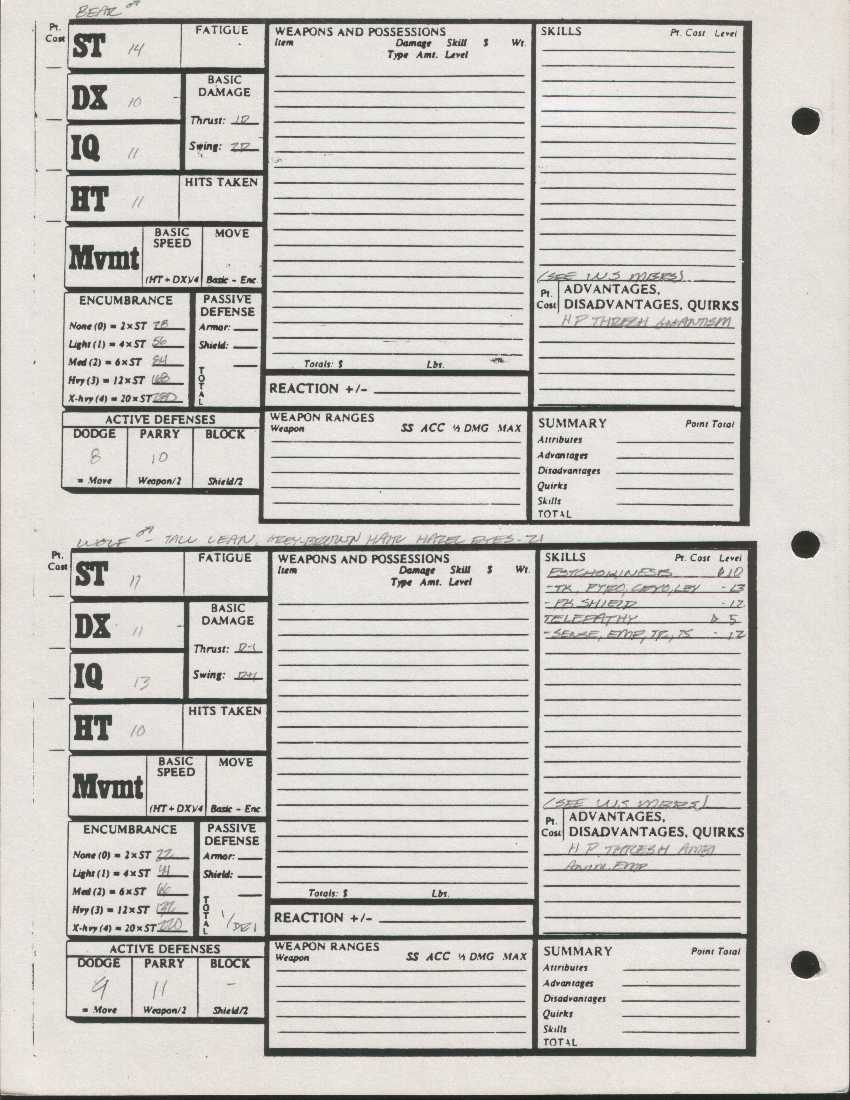 BEAR ♂
Pt. Cost
ST 14
FATIGUE
DX 10
BASIC DAMAGE
Thrust: 1D
Swing: 2D
IQ 11
HT 11
HITS TAKEN
Mvmt
BASIC SPEED
MOVE
(HT + DX)/4
Basic - Enc.
ENCUMBRANCE
None (0) = 2×ST 28
Light (1) = 4×ST 56
Med (2) = 6×ST 84
Hvy (3) = 12×ST 168
X-hvy (4) = 20×ST 280
PASSIVE DEFENSE
Armor:
Shield:
TOTAL
ACTIVE DEFENSES
DODGE PARRY BLOCK
8 10
= Move Weapon/2 Shield/2
WEAPONS AND POSSESSIONS
Item Damage Skill $ Wt.
Type Amt. Level
Totals: $ Lbs.
REACTION +/-
WEAPON RANGES
Weapon SS ACC ½ DMG MAX
SKILLS Pt. Cost Level
(SEE W.S MBRS)
Pt. Cost
ADVANTAGES,
DISADVANTAGES, QUIRKS
H P THRESH GIGANTISM
SUMMARY Point Total
Attributes
Advantages
Disadvantages
Quirks
Skills
TOTAL
WOLF ♂ - TALL LEAN, GREY-BROWN HAIR HAZEL EYES - 21
Pt. Cost
ST
FATIGUE
DX 11
BASIC DAMAGE
Thrust: D-1
Swing: D+1
IQ 13
HT 10
HITS TAKEN
Mvmt
BASIC SPEED
MOVE
(HT + DX)/4
Basic - Enc.
ENCUMBRANCE
None (0) = 2×ST 22
Light (1) = 4×ST 44
Med (2) = 6×ST 66
Hvy (3) = 12×ST 132
X-hvy (4) = 20×ST 220
PASSIVE DEFENSE
Armor:
Shield:
TOTAL
ACTIVE DEFENSES
DODGE PARRY BLOCK
9 11 -
= Move Weapon/2 Shield/2
WEAPONS AND POSSESSIONS
Item Damage Skill $ Wt.
Type Amt. Level
Totals: $ Lbs.
REACTION +/-
WEAPON RANGES
Weapon SS ACC ½ DMG MAX
SKILLS Pt. Cost Level
PSYCHOKINESIS 10
- TK, PYRO, CRYO, LEV - 13
- PK SHIELD - 12
TELEPATHY 5
- SENSE, EMP, TR, TS - 12
(SEE W.S MBRS)
Pt. Cost
ADVANTAGES,
DISADVANTAGES, QUIRKS
H P THRESH
ANIM. EMP
SUMMARY Point Total
Attributes
Advantages
Disadvantages
Quirks
Skills
TOTAL